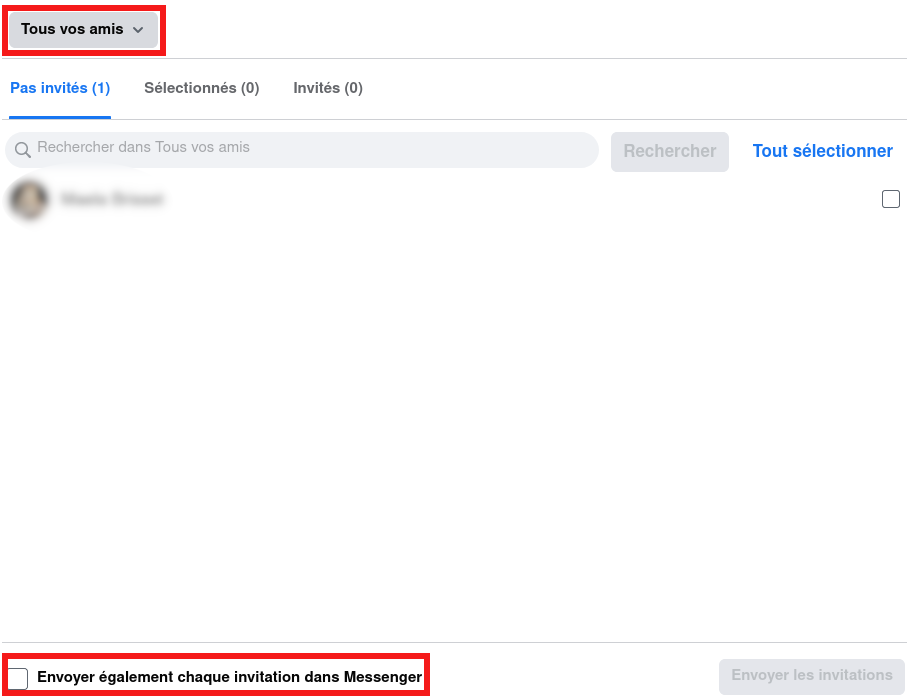 Tous vos amis
Pas invités (1) Sélectionnés (0) Invités (0)
Rechercher dans Tous vos amis Rechercher Tout sélectionner
Envoyer également chaque invitation dans Messenger Envoyer les invitations